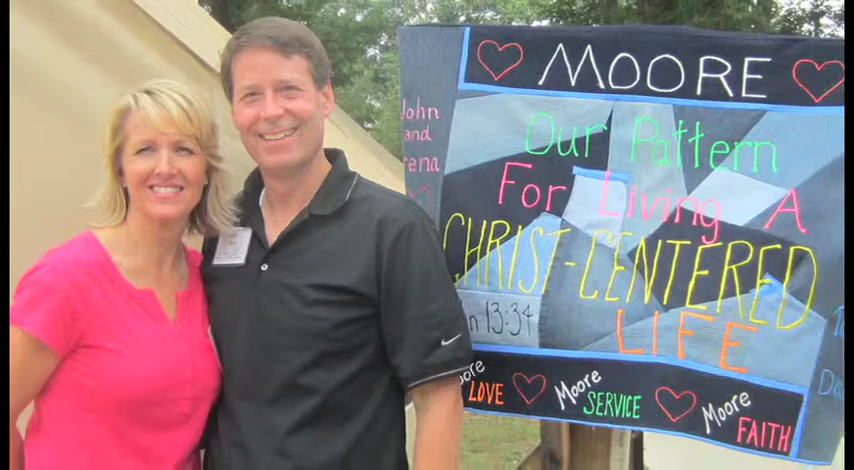 MOORE
John
and
Our Pattern
For Living A
CHRIST-CENTERED
LIFE
13:34
Moore
LOVE
Moore
SERVICE
Moore
FAITH